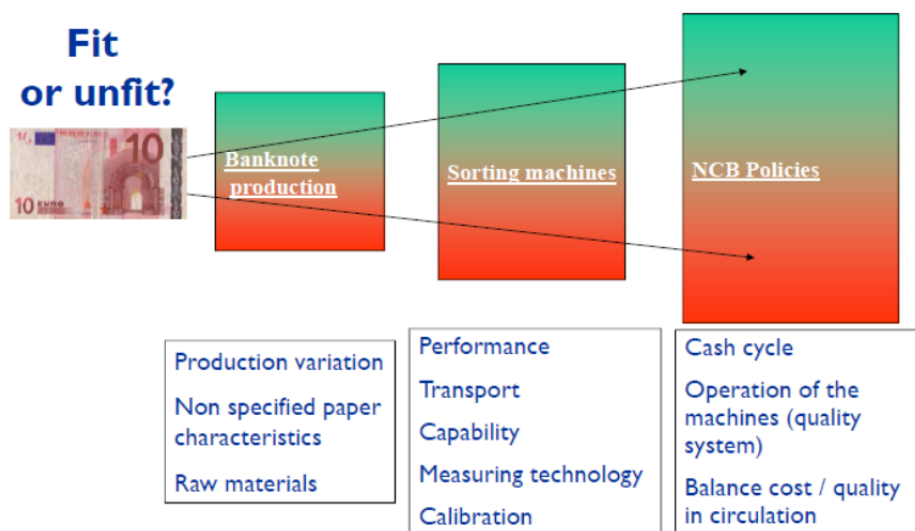 Fit
or unfit?
10
10 EURO
Banknote
production
Sorting machines
NCB Policies
Production variation
Non specified paper
characteristics
Raw materials
Performance
Transport
Capability
Measuring technology
Calibration
Cash cycle
Operation of the
machines (quality
system)
Balance cost / quality
in circulation